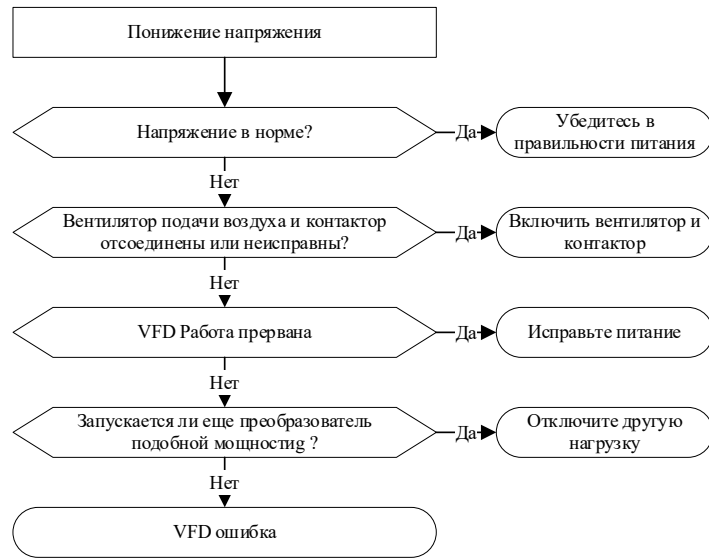 Понижение напряжения
Напряжение в норме?
Да
Убедитесь в
правильности питания
Нет
Вентилятор подачи воздуха и контактор
отсоединены или неисправны?
Да
Включить вентилятор и
контактор
Нет
VFD Работа прервана
Да
Исправьте питание
Нет
Запускается ли еще преобразователь
подобной мощностиg ?
Да
Отключите другую
нагрузку
Нет
VFD ошибка